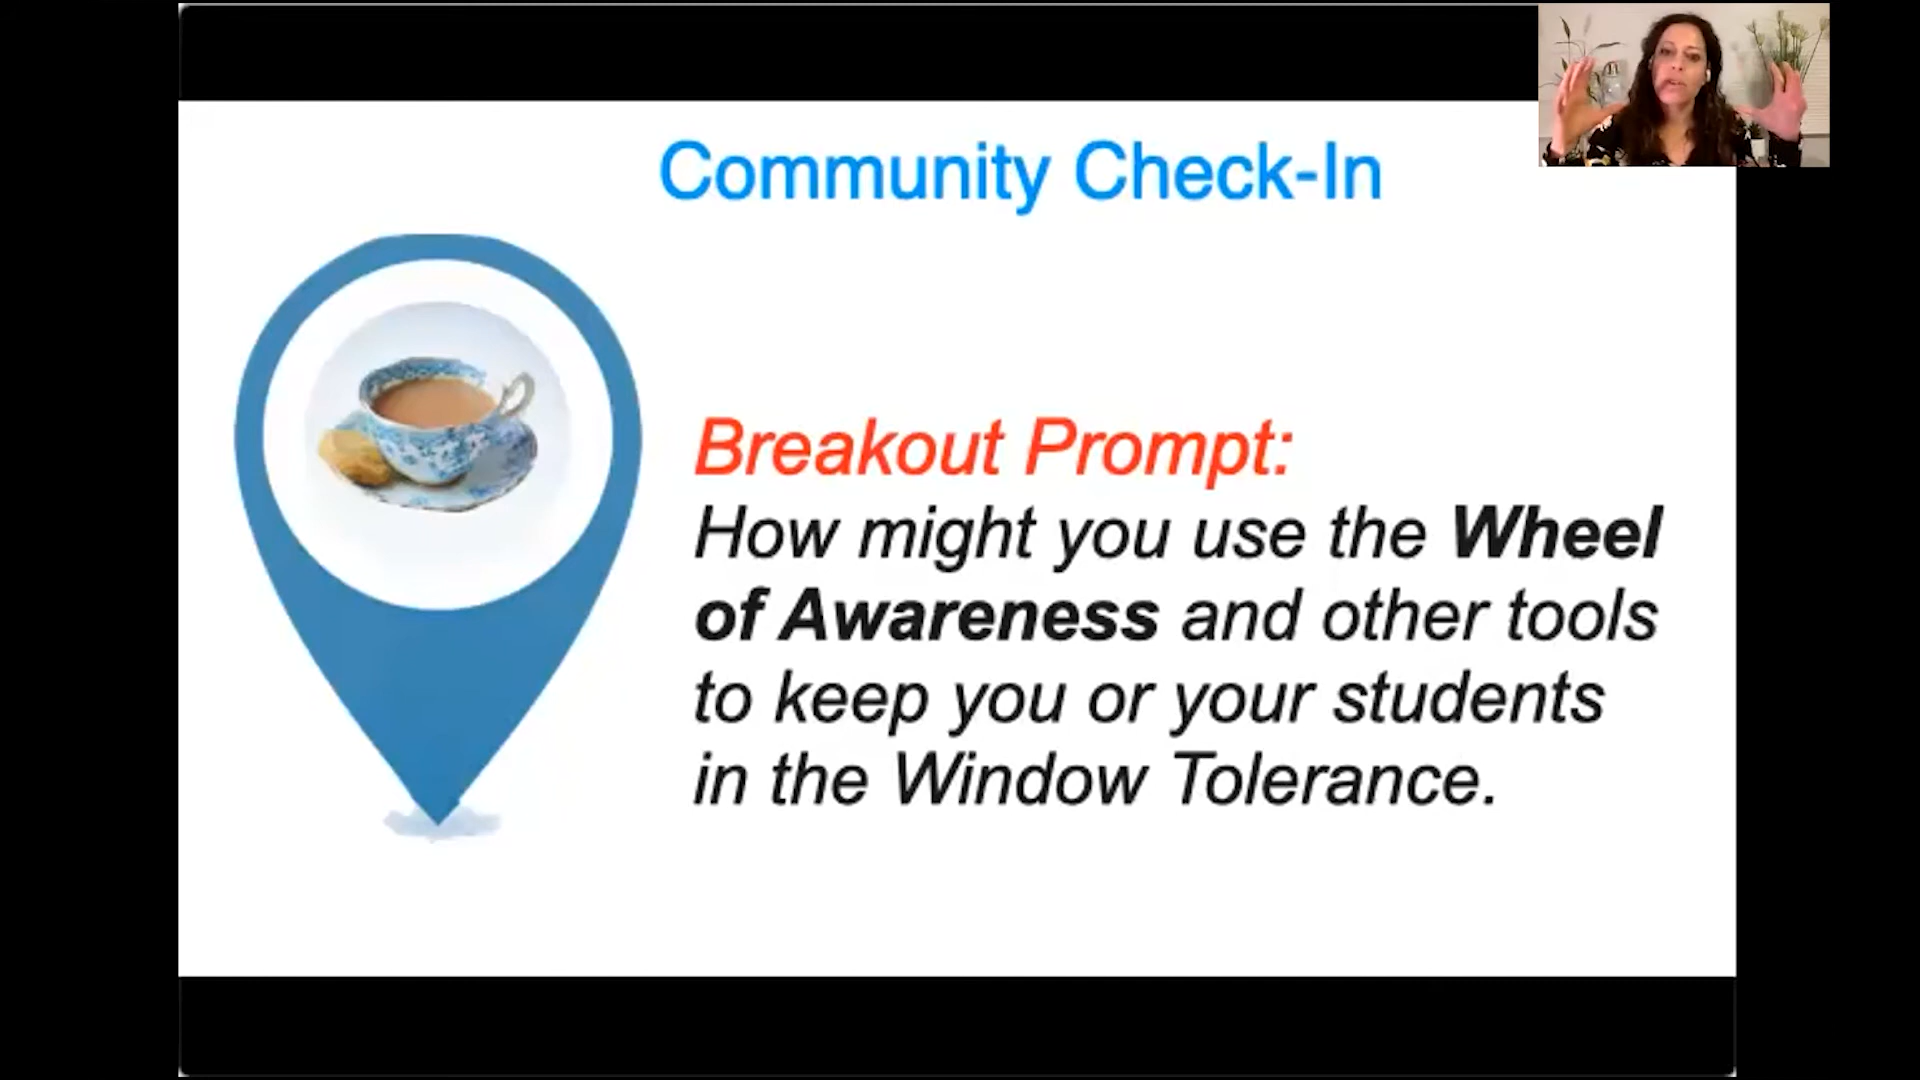 Community Check-In
Breakout Prompt:
How might you use the Wheel
of Awareness and other tools
to keep you or your students
in the Window Tolerance.